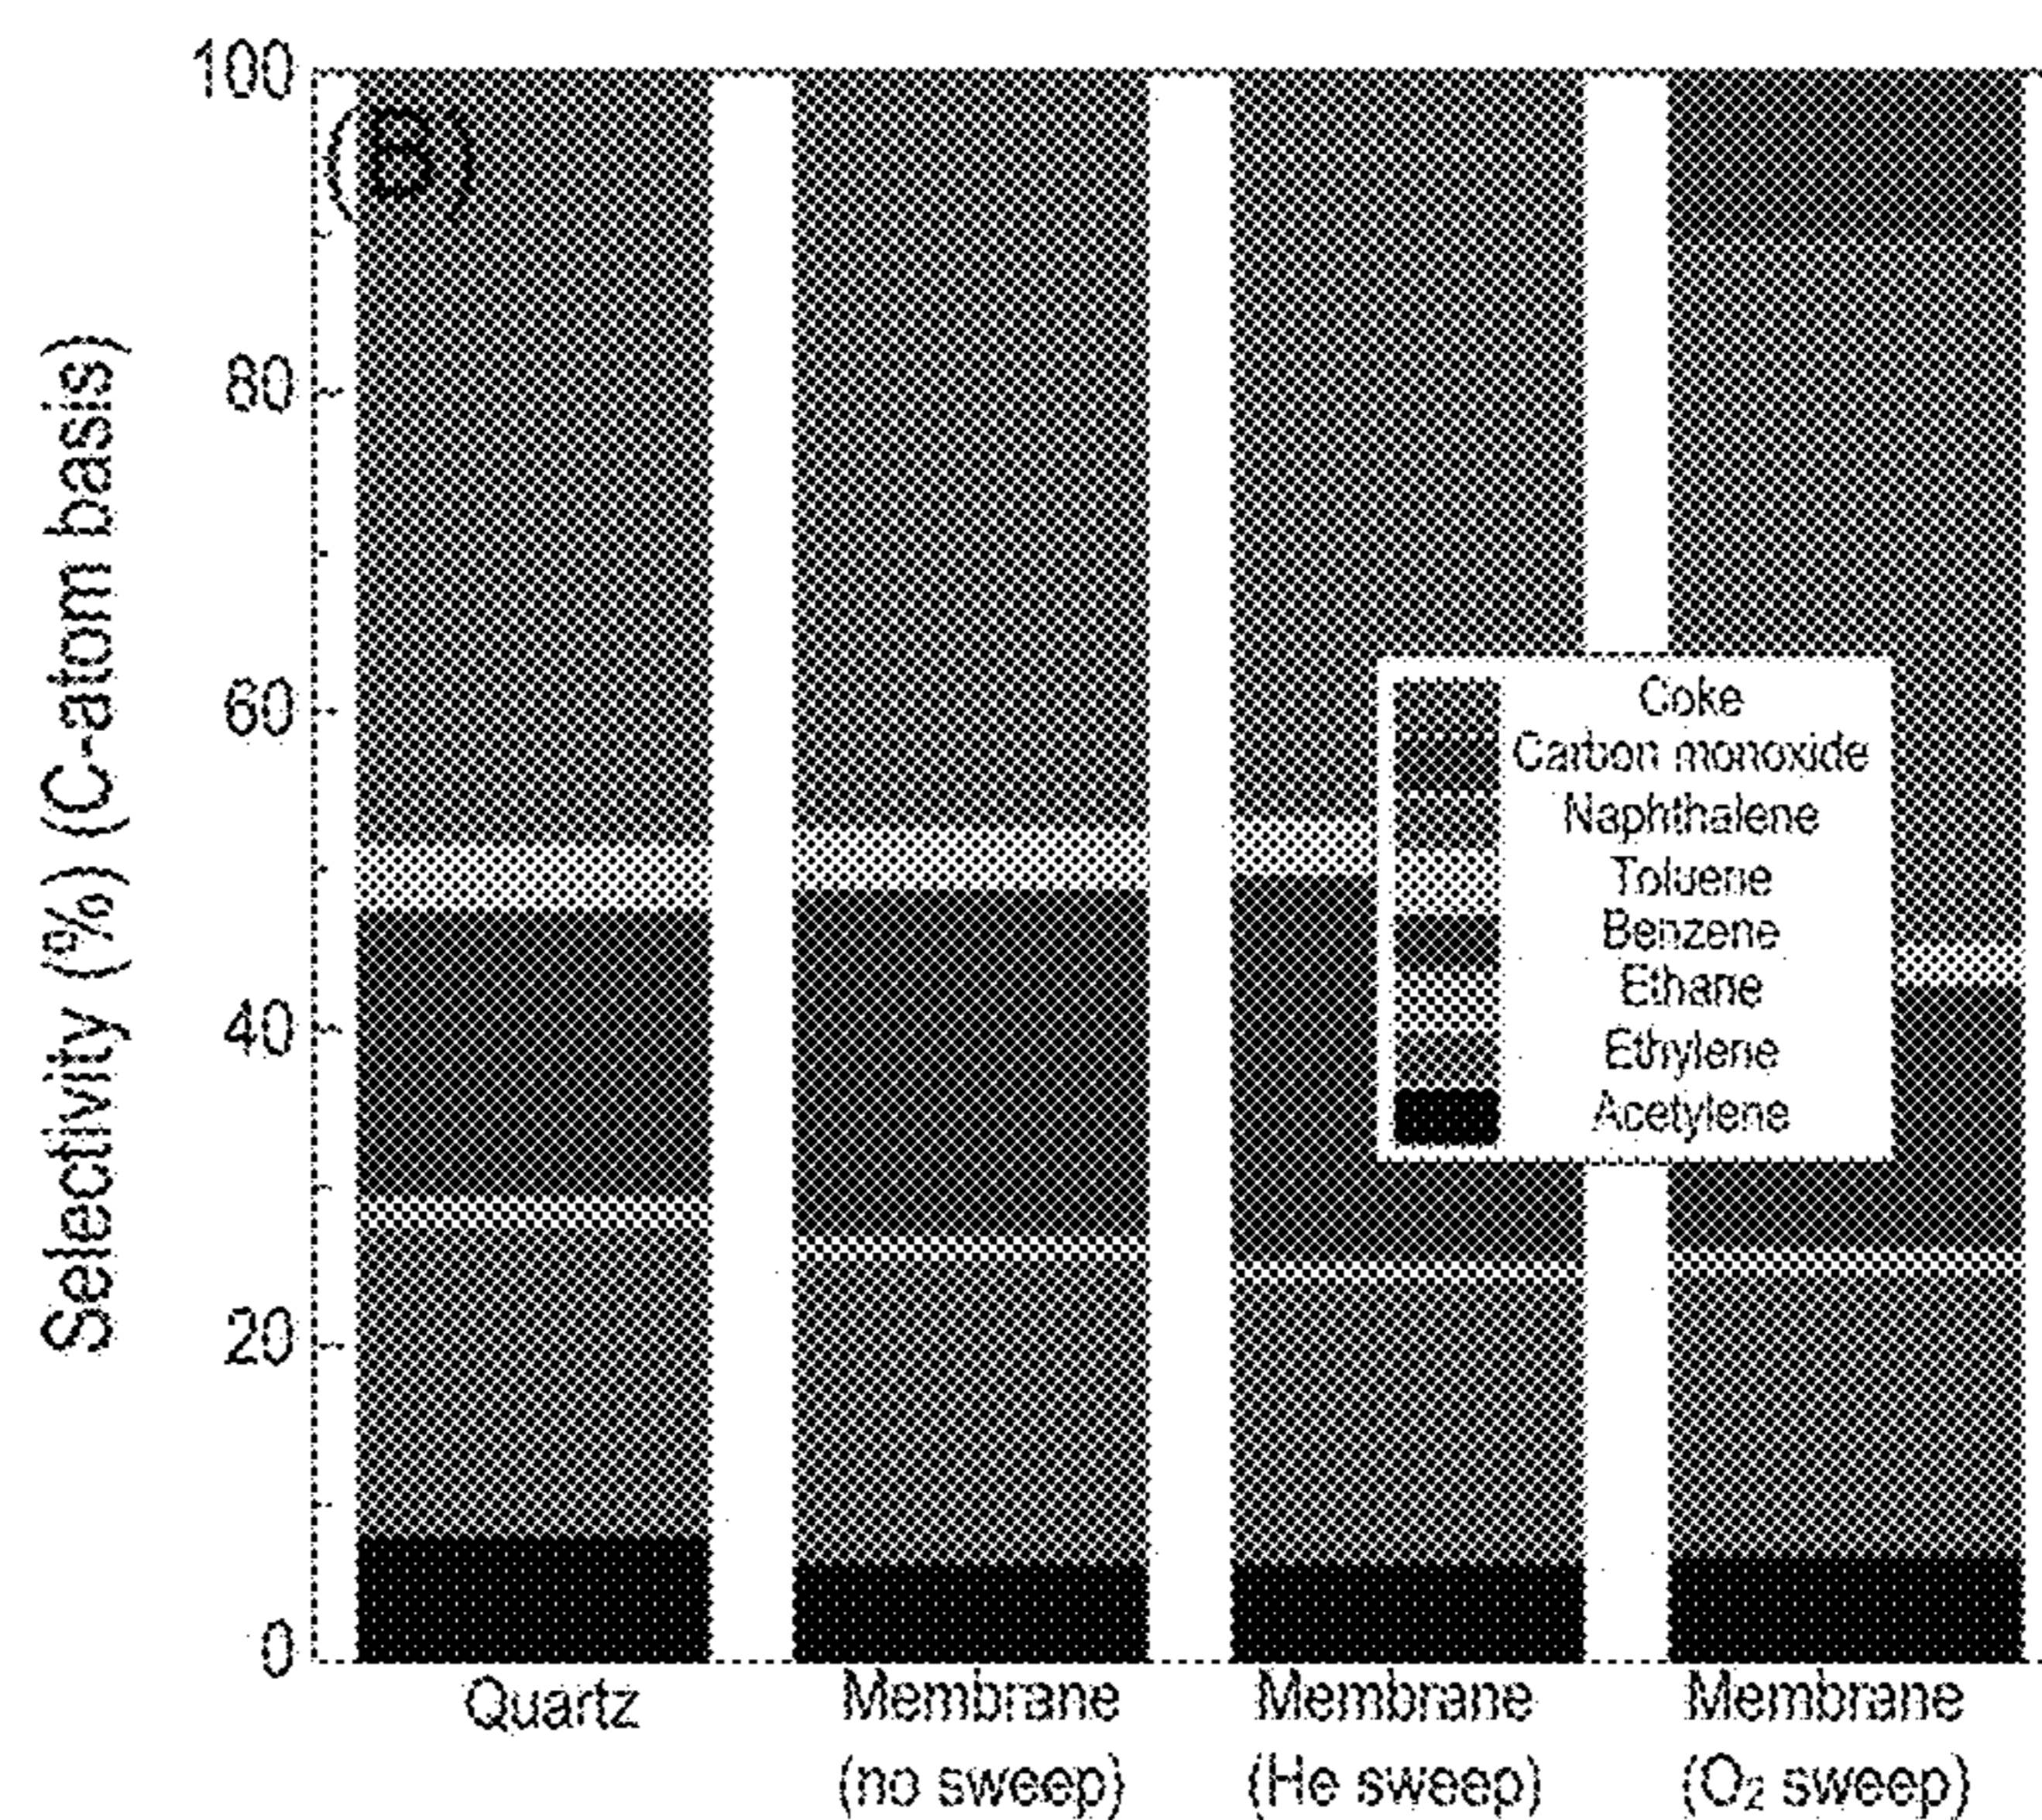 (B)
Selectivity (%) (C-atom basis)
100
80
60
40
20
0
Coke
Carbon monoxide
Naphthalene
Toluene
Benzene
Ethane
Ethylene
Acetylene
Quartz
Membrane
(no sweep)
Membrane
(He sweep)
Membrane
(O₂ sweep)